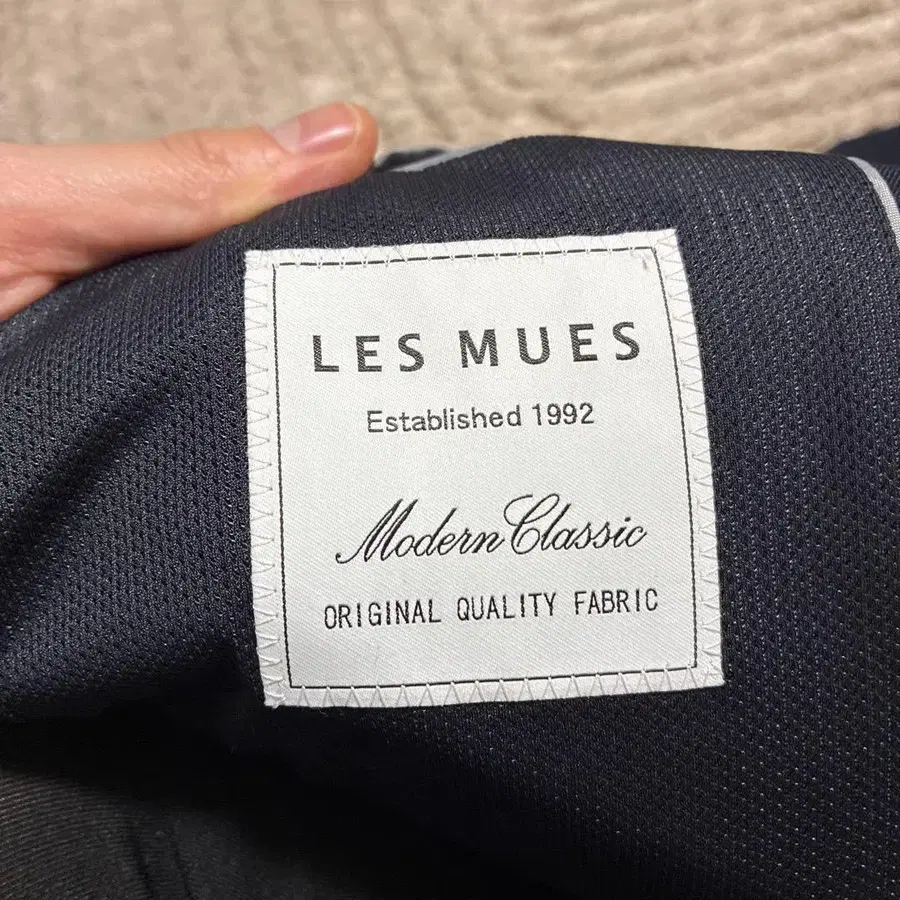 LES MUES
Established 1992
Modern Classic
ORIGINAL QUALITY FABRIC